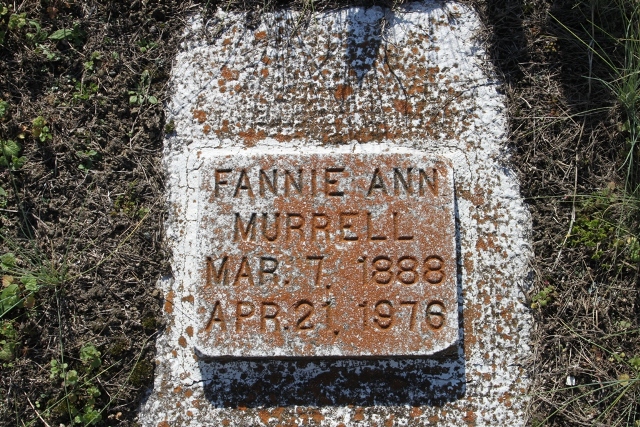 FANNIE ANN
MURRELL
MAR. 7, 1888
APR. 21, 1976